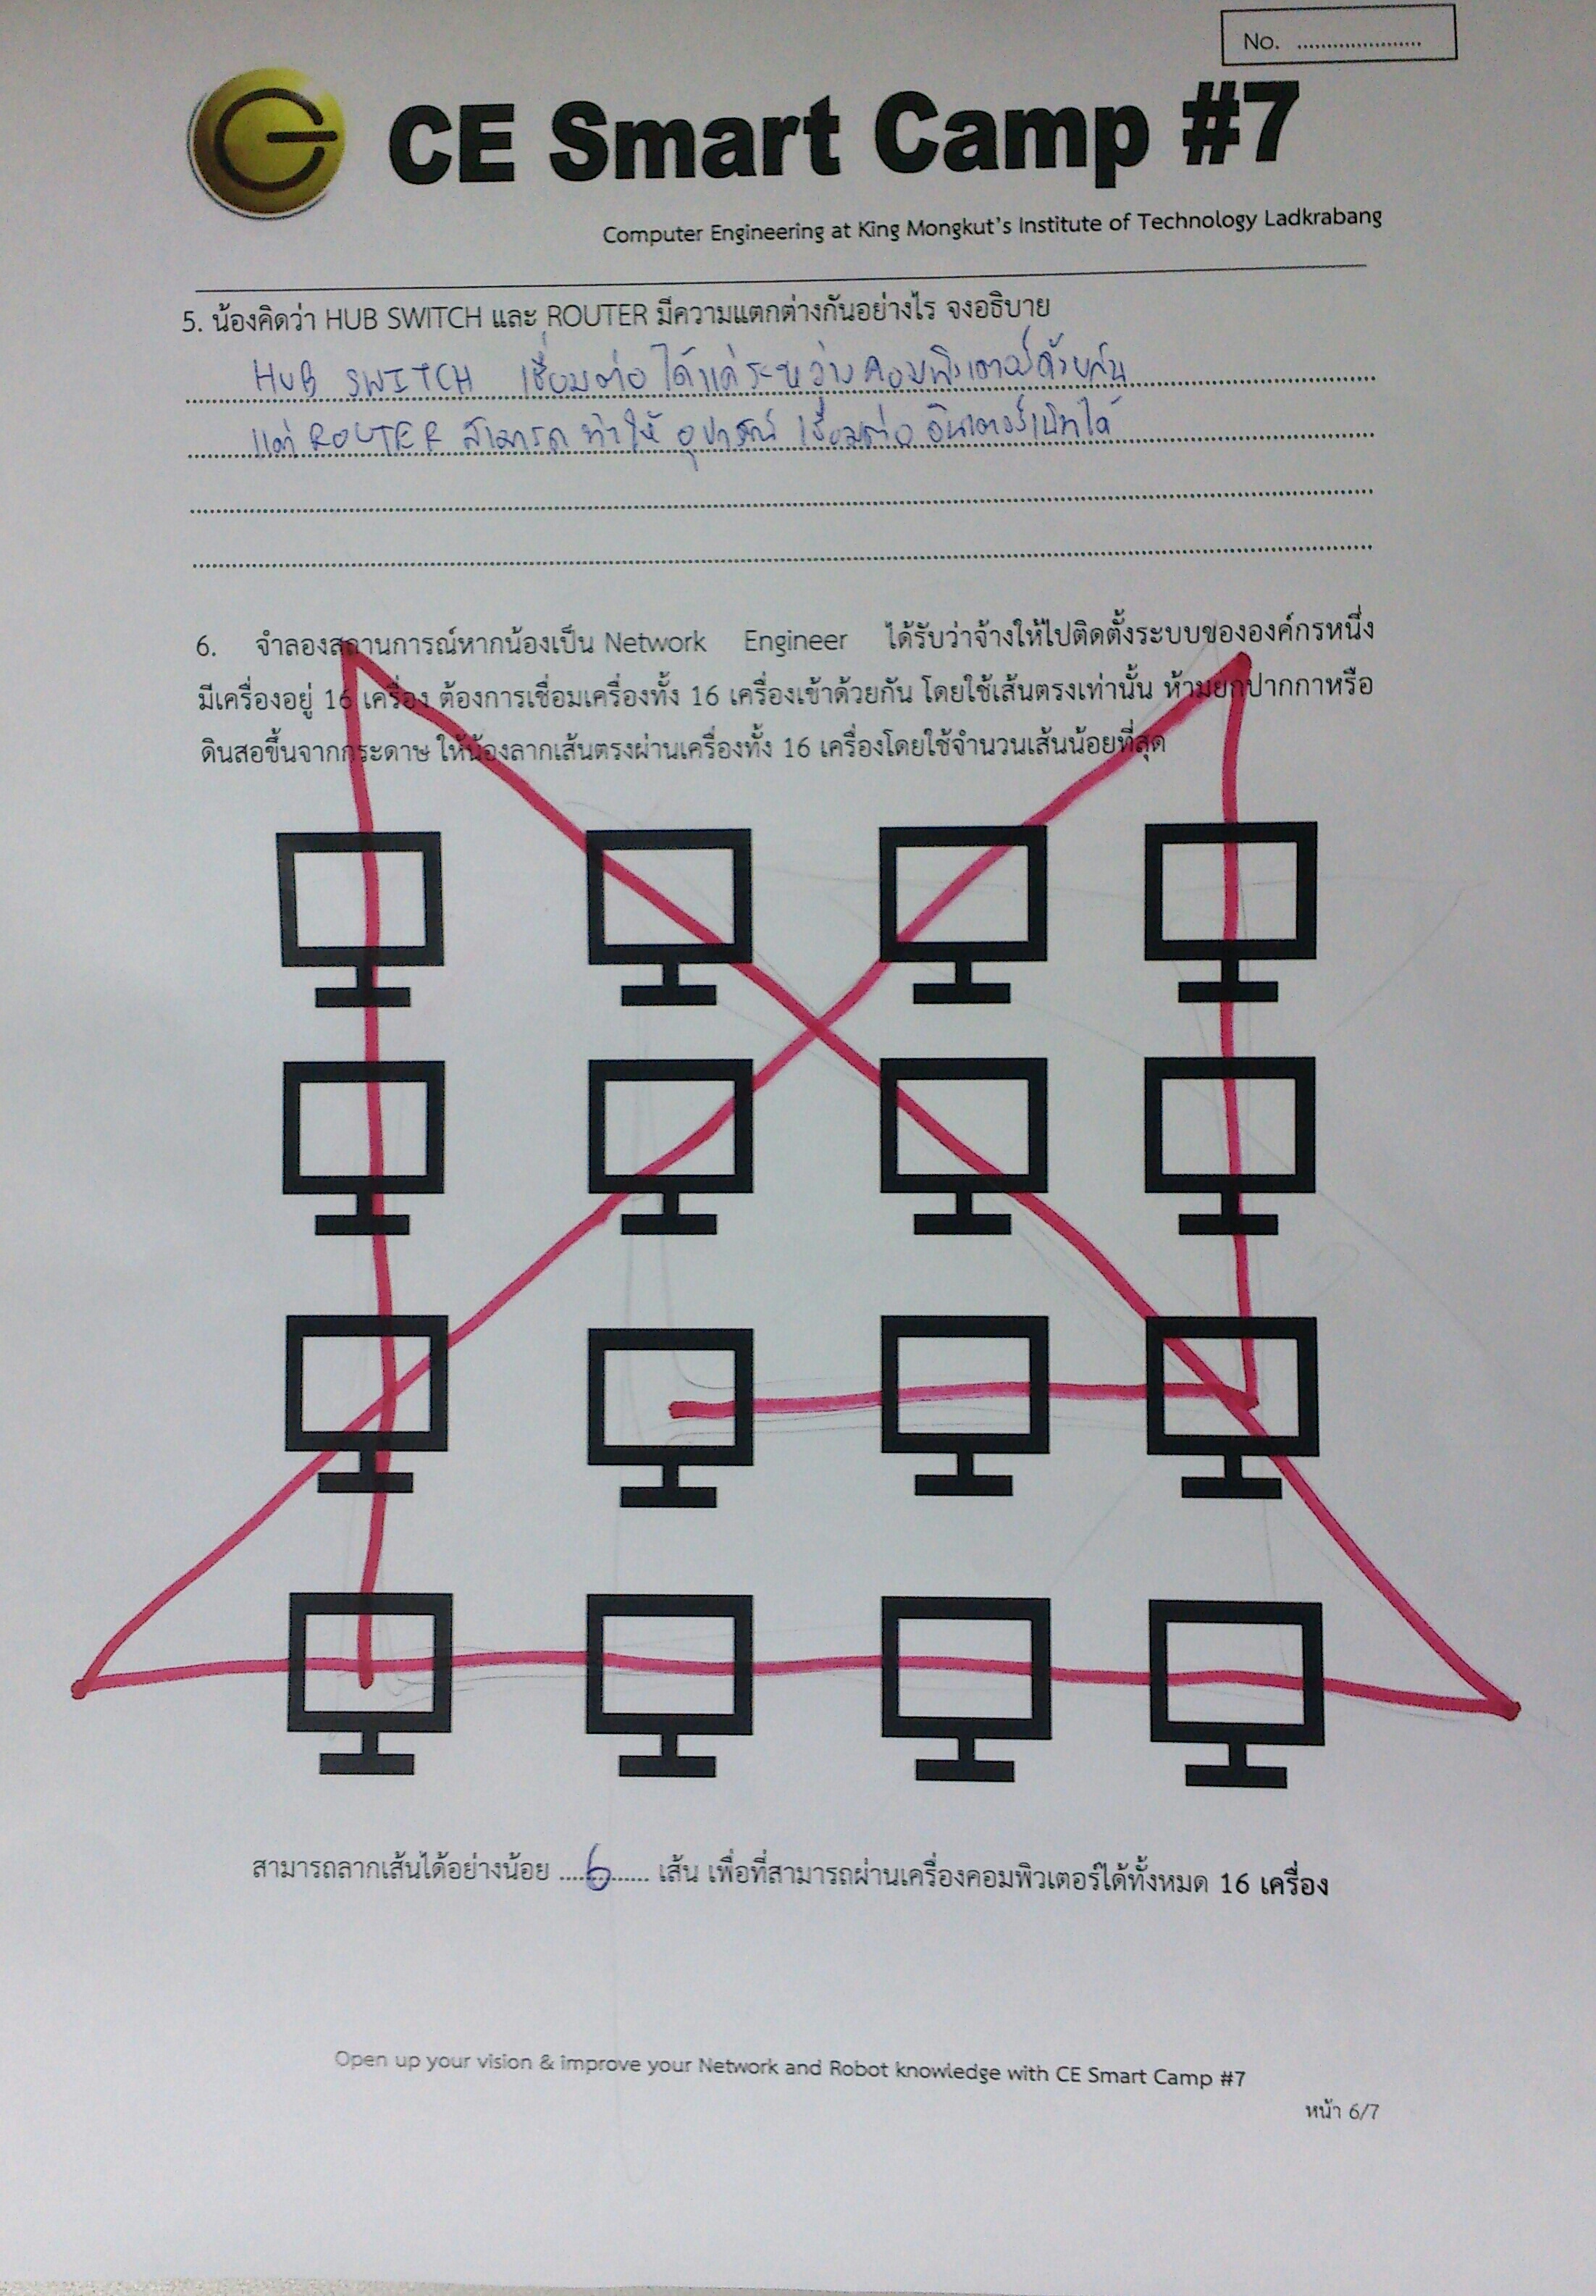 No. ......................
CE Smart Camp #7
Computer Engineering at King Mongkut's Institute of Technology Ladkrabang
5. น้องคิดว่า HUB SWITCH และ ROUTER มีความแตกต่างกันอย่างไร จงอธิบาย
HUB SWITCH เชื่อมต่อ ได้แค่ระหว่าง คอมพิวเตอร์ด้วยกัน
แต่ ROUTER สามารถ ทำให้ อุปกรณ์ เชื่อมต่อ อินเตอร์เน็ทได้
6. จำลองสถานการณ์หากน้องเป็น Network Engineer ได้รับว่าจ้างให้ไปติดตั้งระบบขององค์กรหนึ่ง
มีเครื่องอยู่ 16 เครื่อง ต้องการเชื่อมเครื่องทั้ง 16 เครื่องเข้าด้วยกัน โดยใช้เส้นตรงเท่านั้น ห้ามยกปากกาหรือ
ดินสอขึ้นจากกระดาษ ให้น้องลากเส้นตรงผ่านเครื่องทั้ง 16 เครื่องโดยใช้จำนวนเส้นน้อยที่สุด
สามารถลากเส้นได้อย่างน้อย .....6....... เส้น เพื่อที่สามารถผ่านเครื่องคอมพิวเตอร์ได้ทั้งหมด 16 เครื่อง
Open up your vision & improve your Network and Robot knowledge with CE Smart Camp #7
หน้า 6/7